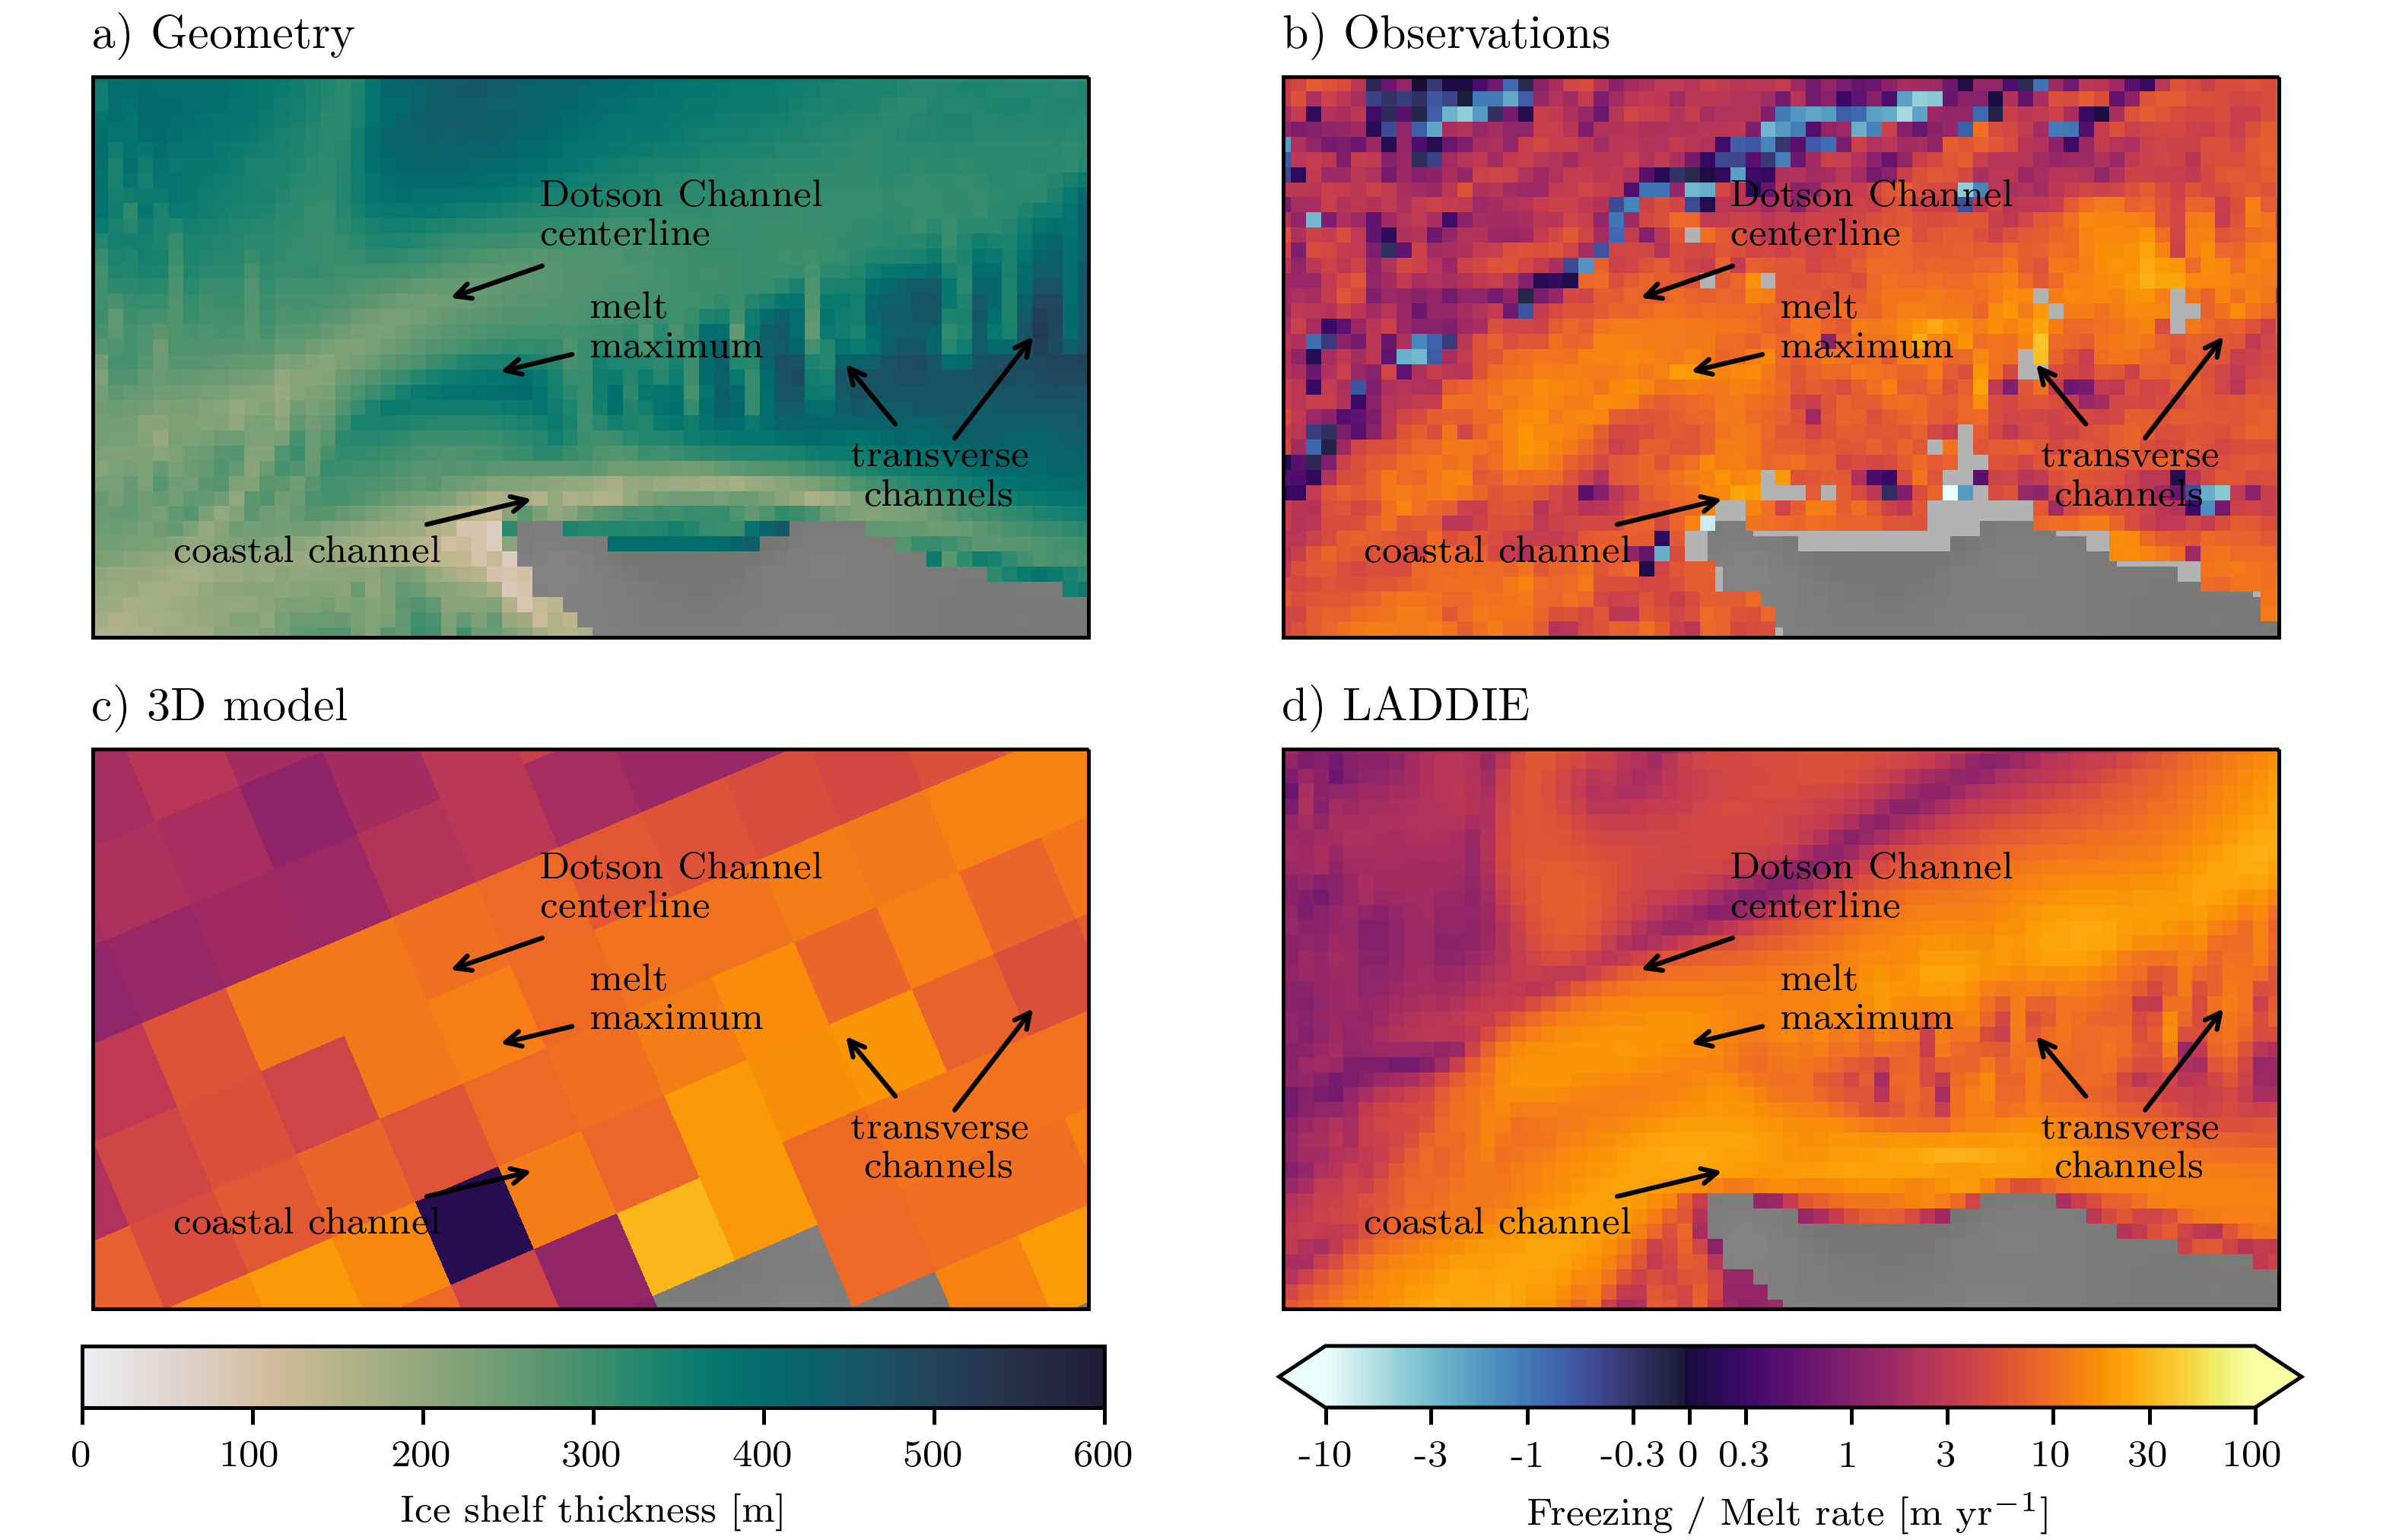 a) Geometry
Dotson Channel
centerline
melt
maximum
transverse
channels
coastal channel
b) Observations
Dotson Channel
centerline
melt
maximum
transverse
channels
coastal channel
c) 3D model
Dotson Channel
centerline
melt
maximum
transverse
channels
coastal channel
d) LADDIE
Dotson Channel
centerline
melt
maximum
transverse
channels
coastal channel
0 100 200 300 400 500 600
Ice shelf thickness [m]
-10 -3 -1 -0.3 0 0.3 1 3 10 30 100
Freezing / Melt rate [m yr⁻¹]